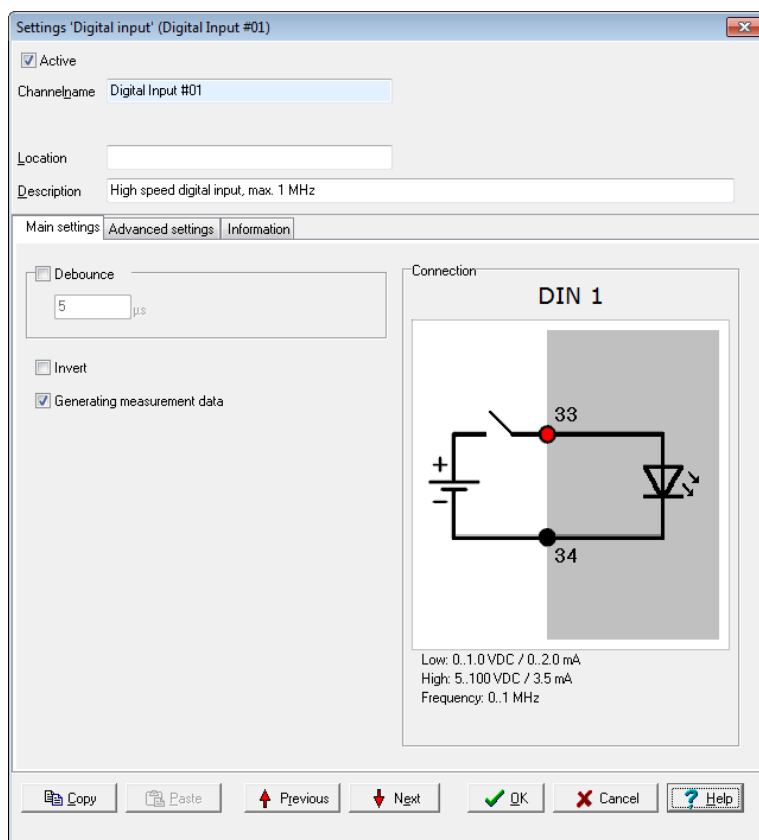 Settings 'Digital input' (Digital Input #01)
Active
Channelname Digital Input #01
Location
Description High speed digital input, max. 1 MHz
Main settings Advanced settings Information
Debounce
5 µs
Invert
Generating measurement data
Connection
DIN 1
33
+
−
34
Low: 0..1.0 VDC / 0..2.0 mA
High: 5..100 VDC / 3.5 mA
Frequency: 0..1 MHz
Copy Paste Previous Next OK Cancel Help